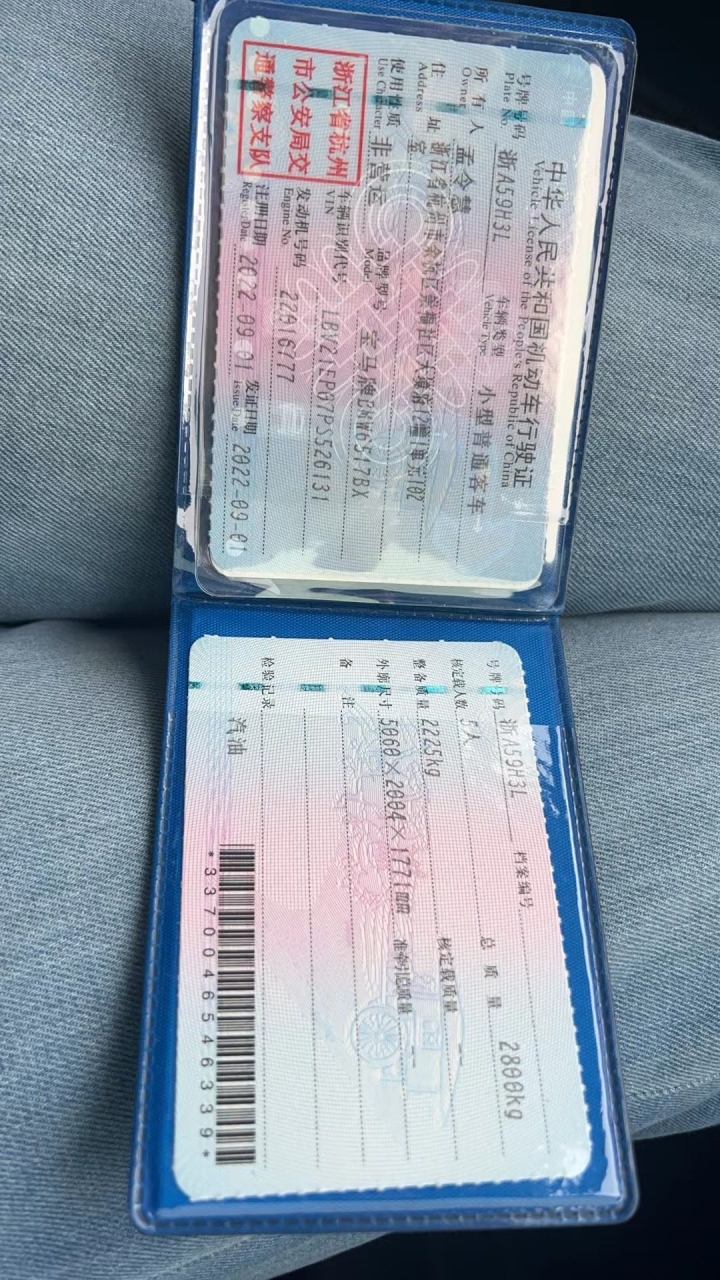 中华人民共和国机动车行驶证
Vehicle License of the People's Republic of China
号牌号码 浙A59H3L 车辆类型 小型普通客车
Plate No. Vehicle Type
所有人
Owner
住址
Address
室
使用性质 非营运 品牌型号 宝马牌BMW6517BX
Use Character Model
浙江省杭州
市公安局交
通警察支队
车辆识别代号 LBV21EP07PS526131
VIN
发动机号码 22016777
Engine No.
注册日期 2022-09-01 发证日期 2022-09-01
Register Date Issue Date
号牌号码 浙A59H3L 档案编号
核定载人数 5人 总质量 2800kg
整备质量 2225kg 核定载质量 --
外廓尺寸 5060×2004×1771mm 准牵引总质量 --
备注
检验记录
汽油
*3370046546339*